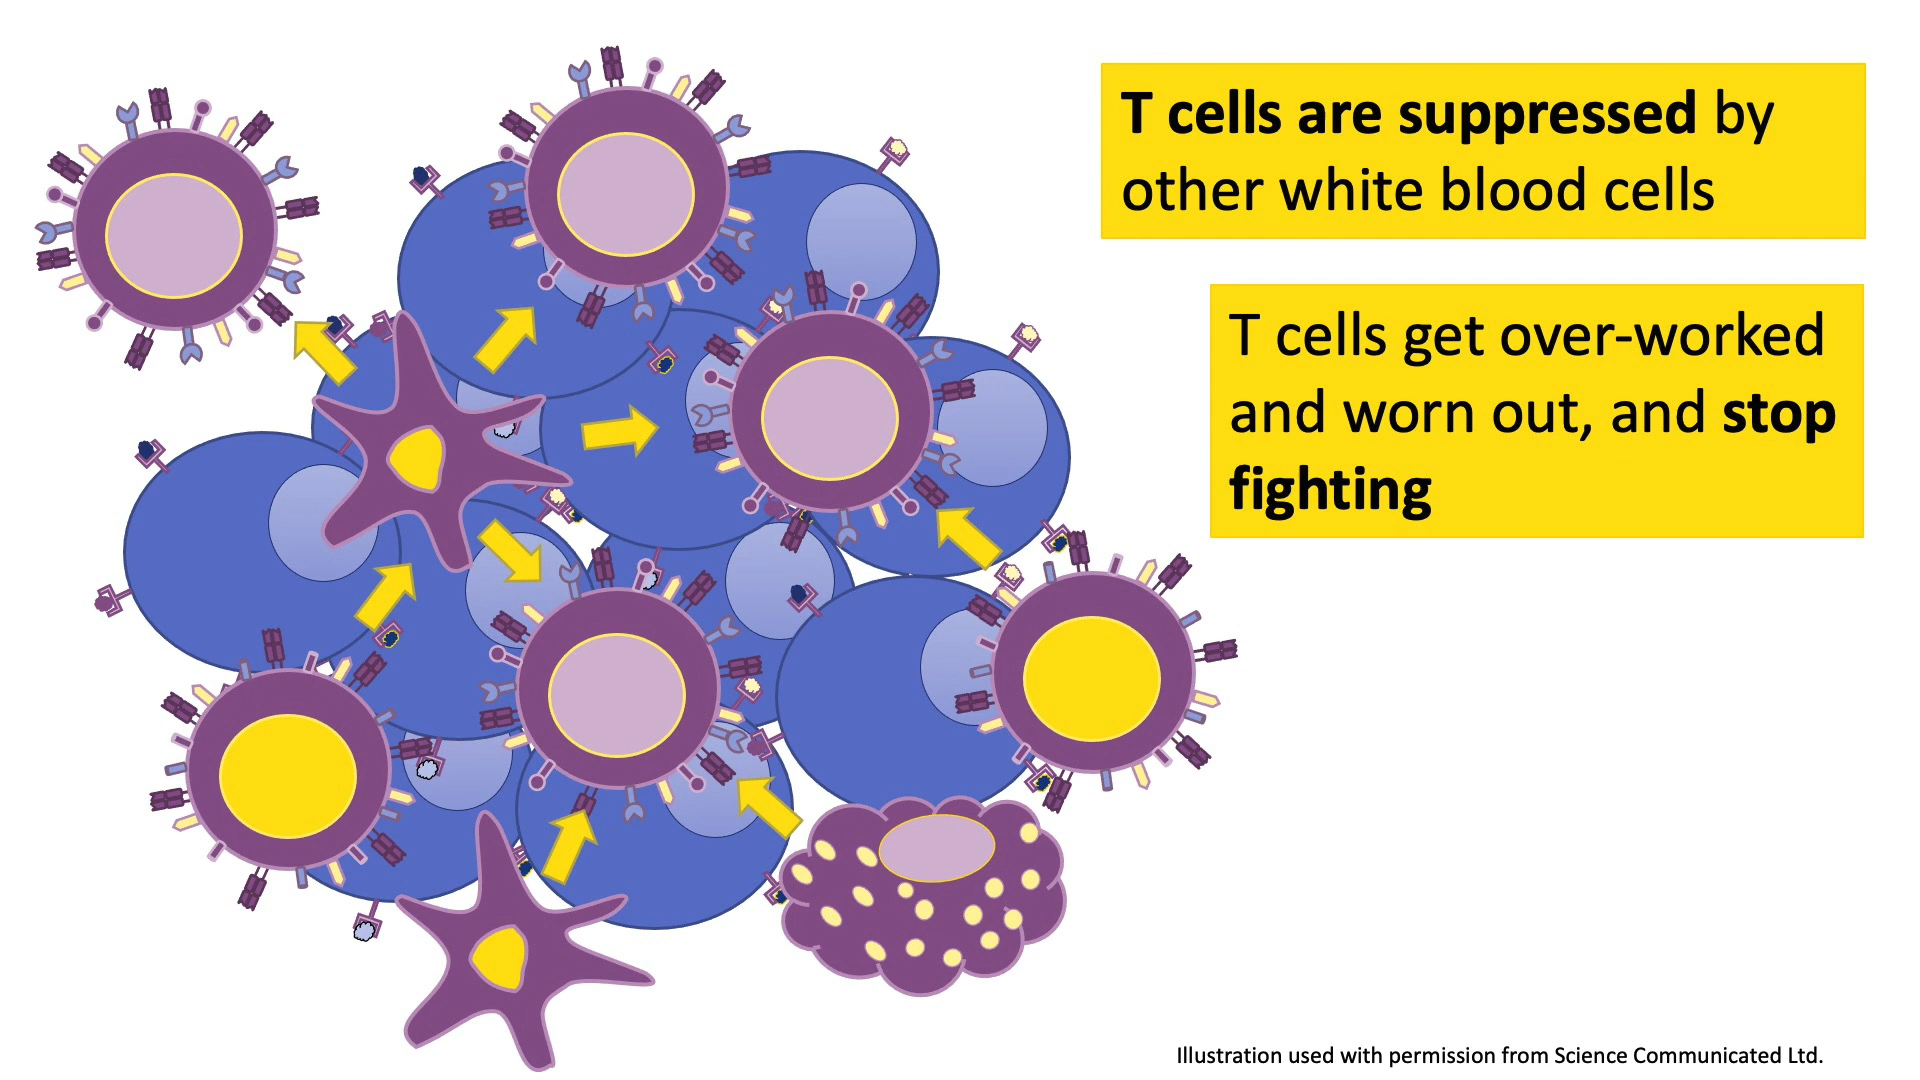 T cells are suppressed by
other white blood cells
T cells get over-worked
and worn out, and stop
fighting
Illustration used with permission from Science Communicated Ltd.